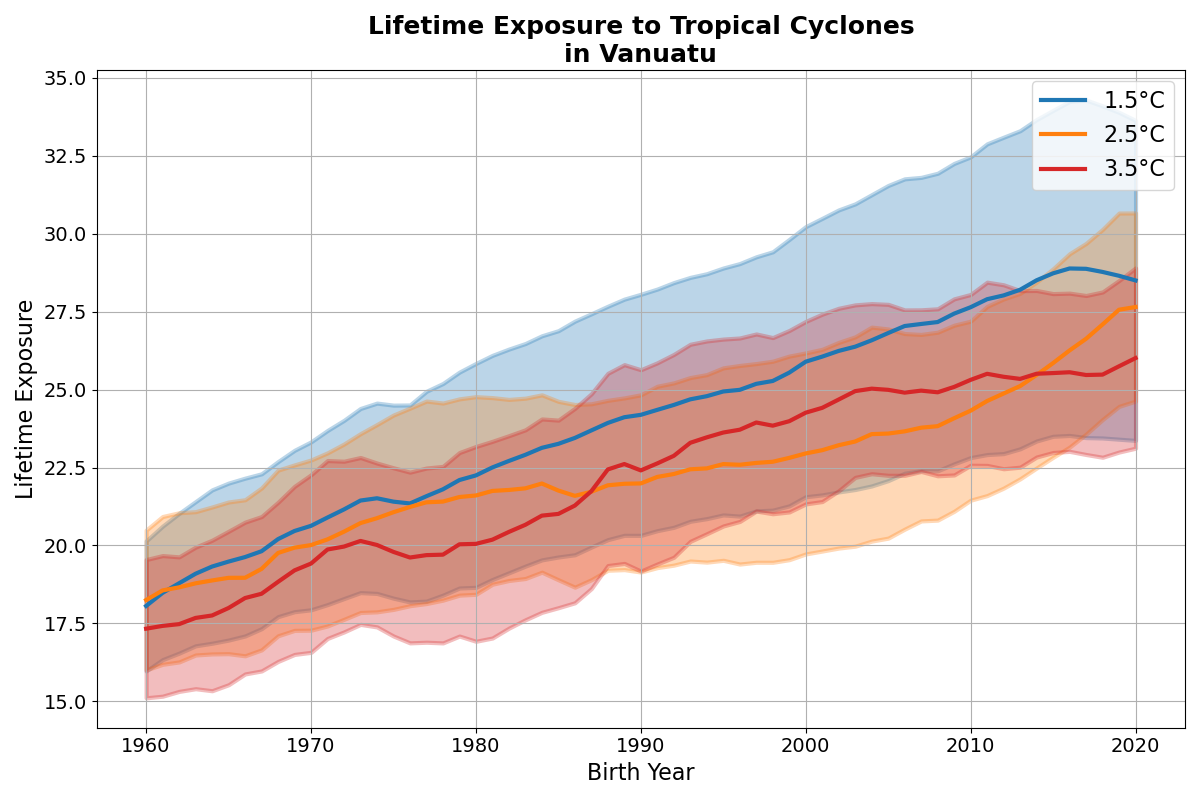 Lifetime Exposure to Tropical Cyclones
in Vanuatu
35.0
32.5
30.0
27.5
25.0
22.5
20.0
17.5
15.0
Lifetime Exposure
1.5°C
2.5°C
3.5°C
1960 1970 1980 1990 2000 2010 2020
Birth Year